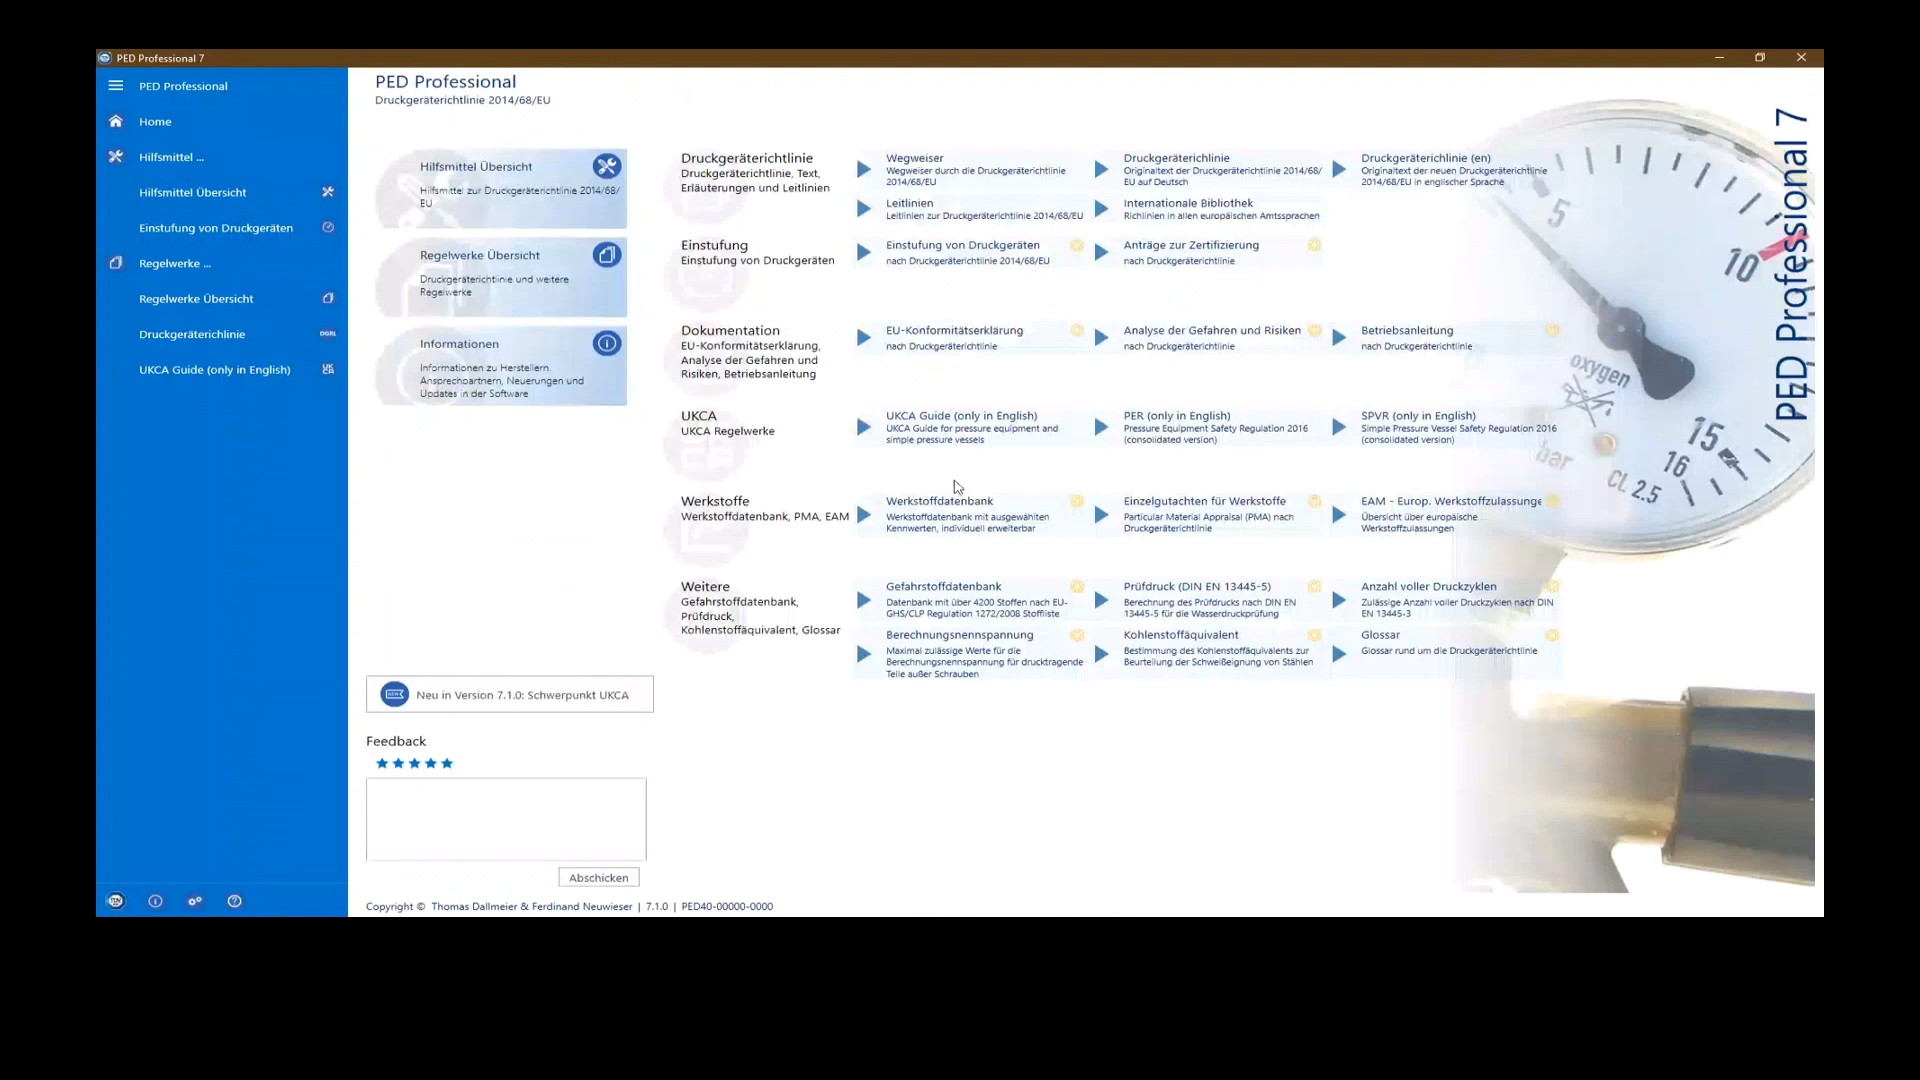 PED Professional 7
PED Professional
Home
Hilfsmittel ...
Hilfsmittel Übersicht
Einstufung von Druckgeräten
Regelwerke ...
Regelwerke Übersicht
Druckgeräterichlinie
DGRL
UKCA Guide (only in English)
UK
CA
PED Professional
Druckgeräterichtlinie 2014/68/EU
Hilfsmittel Übersicht
Hilfsmittel zur Druckgeräterichtlinie 2014/68/
EU
Regelwerke Übersicht
Druckgeräterichtlinie und weitere
Regelwerke
Informationen
Informationen zu Herstellern,
Ansprechpartnern, Neuerungen und
Updates in der Software
Druckgeräterichtlinie
Druckgeräterichtlinie, Text,
Erläuterungen und Leitlinien
Wegweiser
Wegweiser durch die Druckgeräterichtlinie
2014/68/EU
Druckgeräterichlinie
Originaltext der Druckgeräterichtlinie 2014/68/
EU auf Deutsch
Druckgeräterichlinie (en)
Originaltext der neuen Druckgeräterichtlinie
2014/68/EU in englischer Sprache
Leitlinien
Leitlinien zur Druckgeräterichtlinie 2014/68/EU
Internationale Bibliothek
Richlinien in allen europäischen Amtssprachen
Einstufung
Einstufung von Druckgeräten
Einstufung von Druckgeräten
nach Druckgeräterichtlinie 2014/68/EU
Anträge zur Zertifizierung
nach Druckgeräterichtlinie
Dokumentation
EU-Konformitätserklärung,
Analyse der Gefahren und
Risiken, Betriebsanleitung
EU-Konformitätserklärung
nach Druckgeräterichtlinie
Analyse der Gefahren und Risiken
nach Druckgeräterichtlinie
Betriebsanleitung
nach Druckgeräterichtlinie
UKCA
UKCA Regelwerke
UKCA Guide (only in English)
UKCA Guide for pressure equipment and
simple pressure vessels
PER (only in English)
Pressure Equipment Safety Regulation 2016
(consolidated version)
SPVR (only in English)
Simple Pressure Vessel Safety Regulation 2016
(consolidated version)
Werkstoffe
Werkstoffdatenbank, PMA, EAM
Werkstoffdatenbank
Werkstoffdatenbank mit ausgewählten
Kennwerten, individuell erweiterbar
Einzelgutachten für Werkstoffe
Particular Material Appraisal (PMA) nach
Druckgeräterichtlinie
EAM - Europ. Werkstoffzulassunge
Übersicht über europäische
Werkstoffzulassungen
Weitere
Gefahrstoffdatenbank,
Prüfdruck,
Kohlenstoffäquivalent, Glossar
Gefahrstoffdatenbank
Datenbank mit über 4200 Stoffen nach EU-
GHS/CLP Regulation 1272/2008 Stoffliste
Prüfdruck (DIN EN 13445-5)
Berechnung des Prüfdrucks nach DIN EN
13445-5 für die Wasserdruckprüfung
Anzahl voller Druckzyklen
Zulässige Anzahl voller Druckzyklen nach DIN
EN 13445-3
Berechnungsnennspannung
Maximal zulässige Werte für die
Berechnungsnennspannung für drucktragende
Teile außer Schrauben
Kohlenstoffäquivalent
Bestimmung des Kohlenstoffäquivalents zur
Beurteilung der Schweißeignung von Stählen
Glossar
Glossar rund um die Druckgeräterichtlinie
5
10
15
16
oxygen
bar
CL 2.5
PED Professional 7
NEW
Neu in Version 7.1.0: Schwerpunkt UKCA
Feedback
Abschicken
TÜV
Copyright © Thomas Dallmeier & Ferdinand Neuwieser | 7.1.0 | PED40-00000-0000